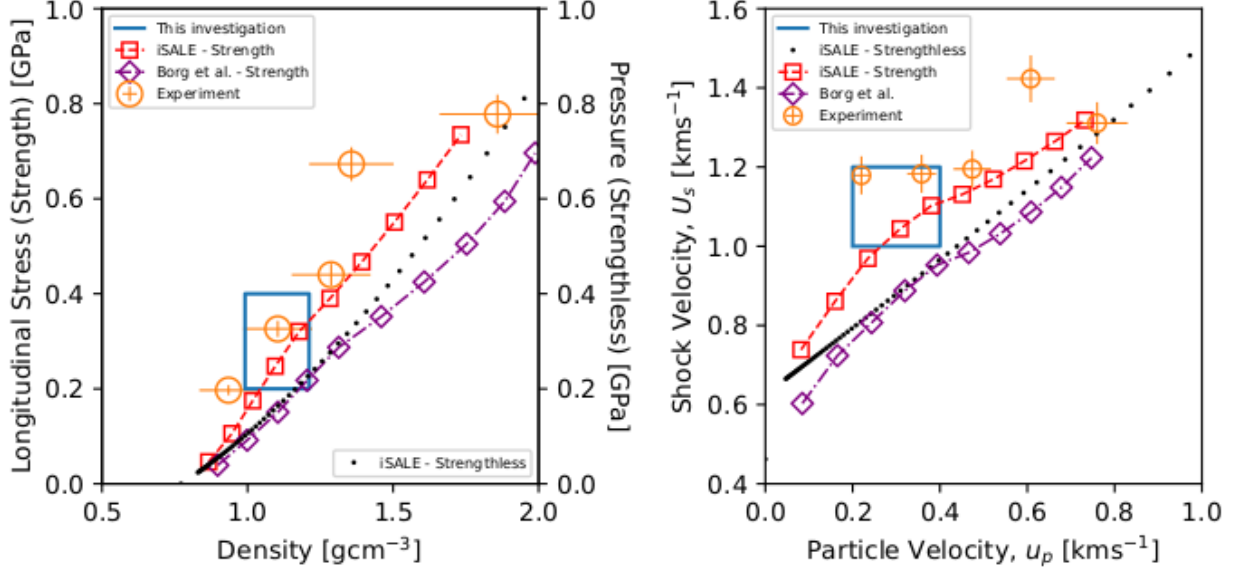 This investigation
iSALE - Strength
Borg et al. - Strength
Experiment
iSALE - Strengthless
Longitudinal Stress (Strength) [GPa]
1.0
0.8
0.6
0.4
0.2
0.0
0.5 1.0 1.5 2.0
Density [gcm⁻³]
1.0
0.8
0.6
0.4
0.2
0.0
Pressure (Strengthless) [GPa]
This investigation
iSALE - Strengthless
iSALE - Strength
Borg et al.
Experiment
Shock Velocity, Uₛ [kms⁻¹]
1.6
1.4
1.2
1.0
0.8
0.6
0.4
0.0 0.2 0.4 0.6 0.8 1.0
Particle Velocity, uₚ [kms⁻¹]